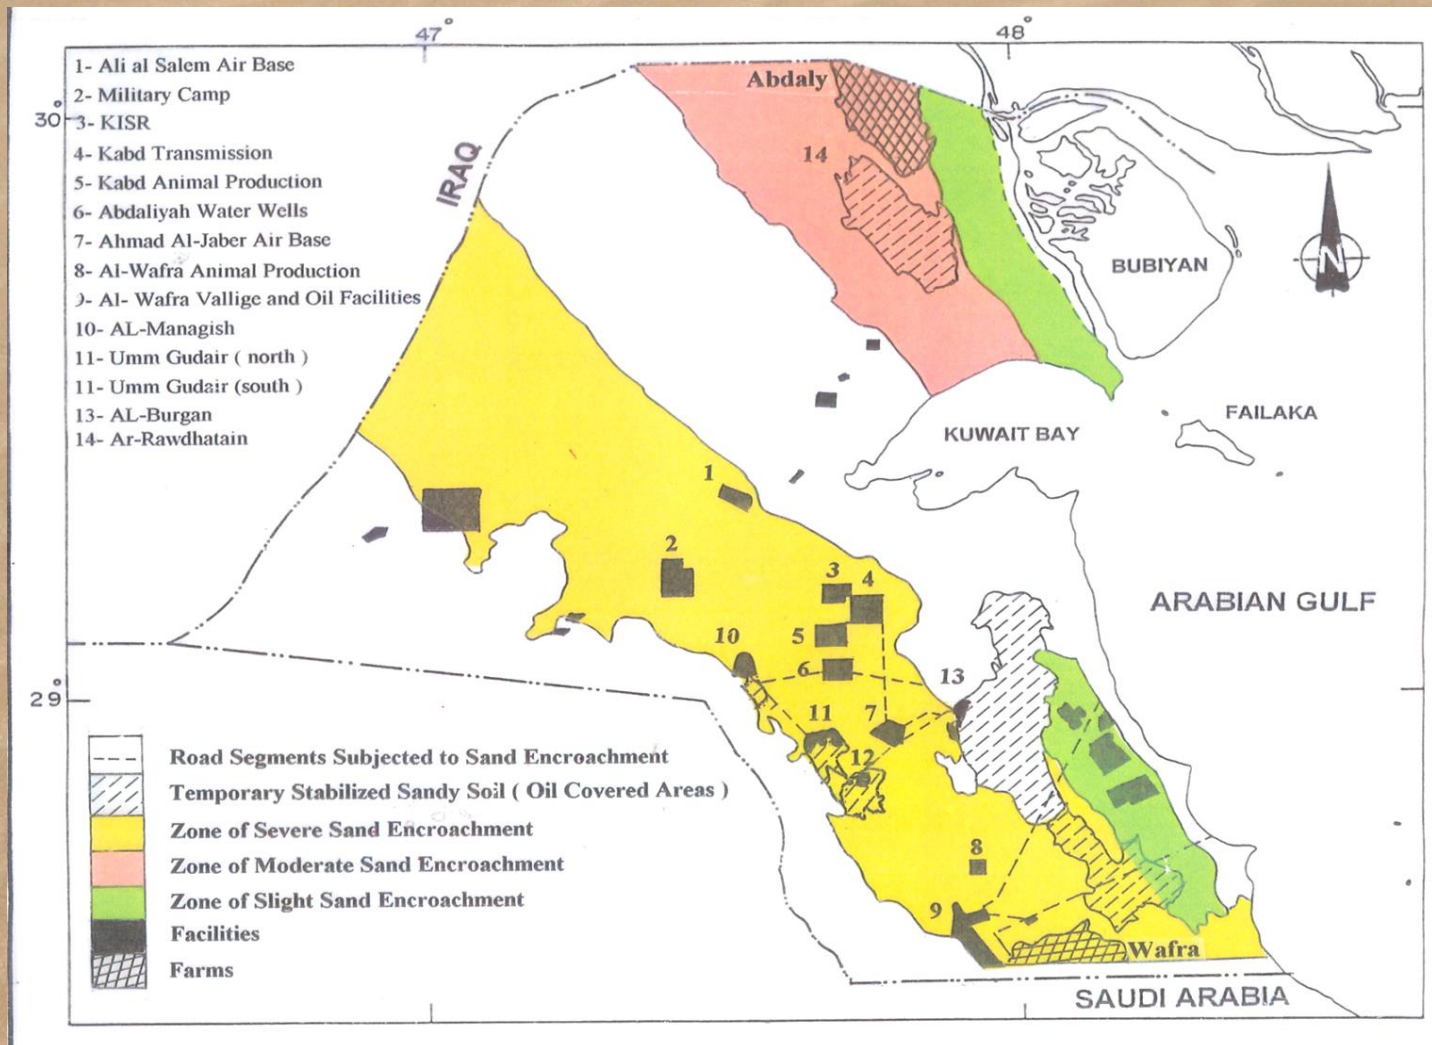 47°
48°
30°
29°
1- Ali al Salem Air Base
2- Military Camp
3- KISR
4- Kabd Transmission
5- Kabd Animal Production
6- Abdaliyah Water Wells
7- Ahmad Al-Jaber Air Base
8- Al-Wafra Animal Production
9- Al- Wafra Vallige and Oil Facilities
10- AL-Managish
11- Umm Gudair ( north )
11- Umm Gudair (south )
13- AL-Burgan
14- Ar-Rawdhatain
IRAQ
Abdaly
14
N
BUBIYAN
FAILAKA
KUWAIT BAY
ARABIAN GULF
1
2
3
4
5
6
10
13
11
7
12
8
9
Wafra
SAUDI ARABIA
Road Segments Subjected to Sand Encroachment
Temporary Stabilized Sandy Soil ( Oil Covered Areas )
Zone of Severe Sand Encroachment
Zone of Moderate Sand Encroachment
Zone of Slight Sand Encroachment
Facilities
Farms